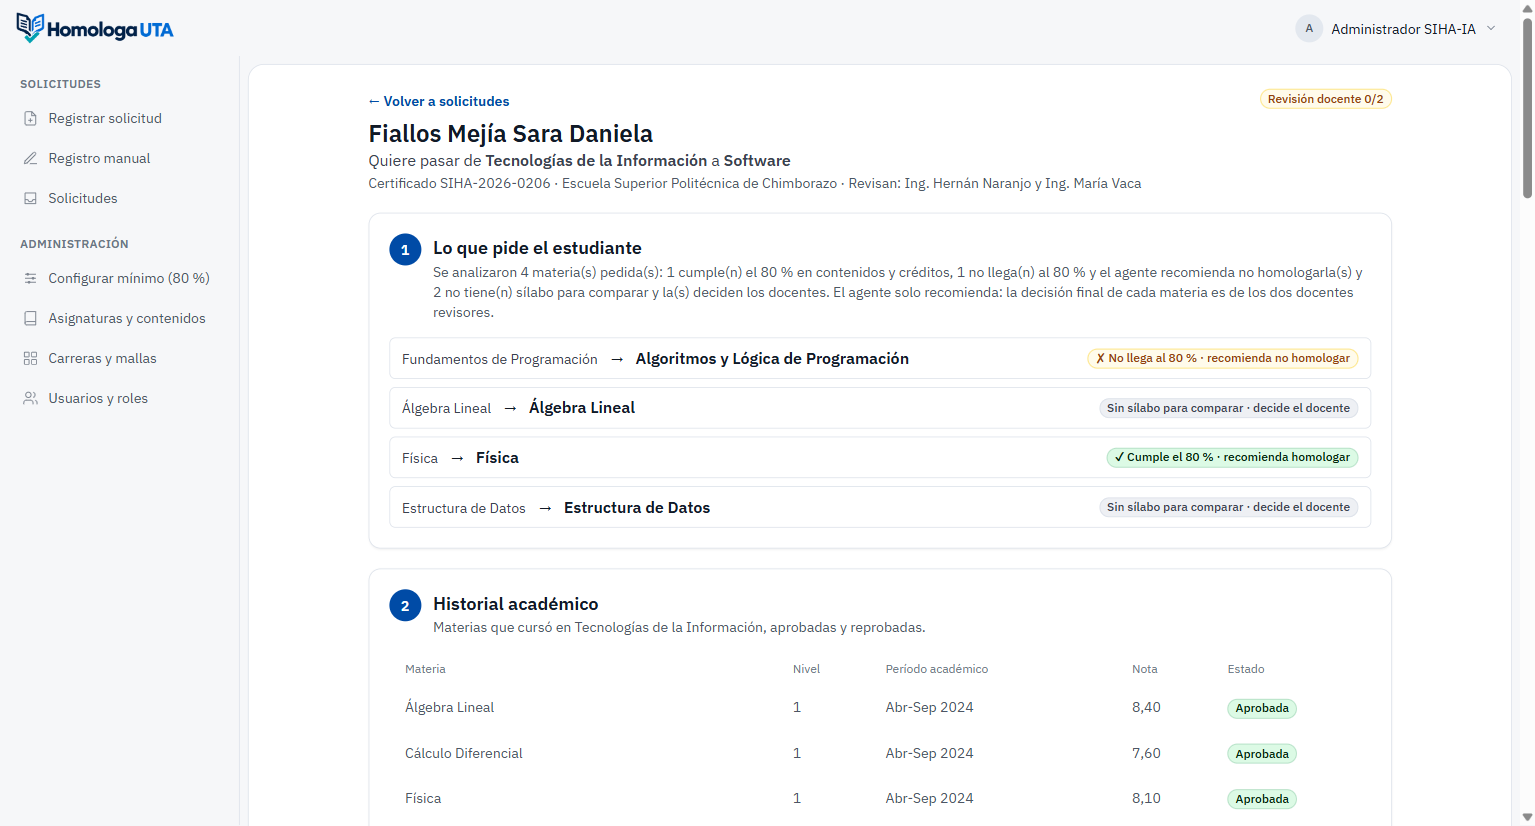 Homologa UTA
A Administrador SIHA-IA
SOLICITUDES
Registrar solicitud
Registro manual
Solicitudes
ADMINISTRACIÓN
Configurar mínimo (80 %)
Asignaturas y contenidos
Carreras y mallas
Usuarios y roles
← Volver a solicitudes
Revisión docente 0/2
Fiallos Mejía Sara Daniela
Quiere pasar de Tecnologías de la Información a Software
Certificado SIHA-2026-0206 · Escuela Superior Politécnica de Chimborazo · Revisan: Ing. Hernán Naranjo y Ing. María Vaca
1 Lo que pide el estudiante
Se analizaron 4 materia(s) pedida(s): 1 cumple(n) el 80 % en contenidos y créditos, 1 no llega(n) al 80 % y el agente recomienda no homologarla(s) y
2 no tiene(n) sílabo para comparar y la(s) deciden los docentes. El agente solo recomienda: la decisión final de cada materia es de los dos docentes
revisores.
Fundamentos de Programación → Algoritmos y Lógica de Programación ✗ No llega al 80 % · recomienda no homologar
Álgebra Lineal → Álgebra Lineal Sin sílabo para comparar · decide el docente
Física → Física ✓ Cumple el 80 % · recomienda homologar
Estructura de Datos → Estructura de Datos Sin sílabo para comparar · decide el docente
2 Historial académico
Materias que cursó en Tecnologías de la Información, aprobadas y reprobadas.
Materia Nivel Período académico Nota Estado
Álgebra Lineal 1 Abr-Sep 2024 8,40 Aprobada
Cálculo Diferencial 1 Abr-Sep 2024 7,60 Aprobada
Física 1 Abr-Sep 2024 8,10 Aprobada